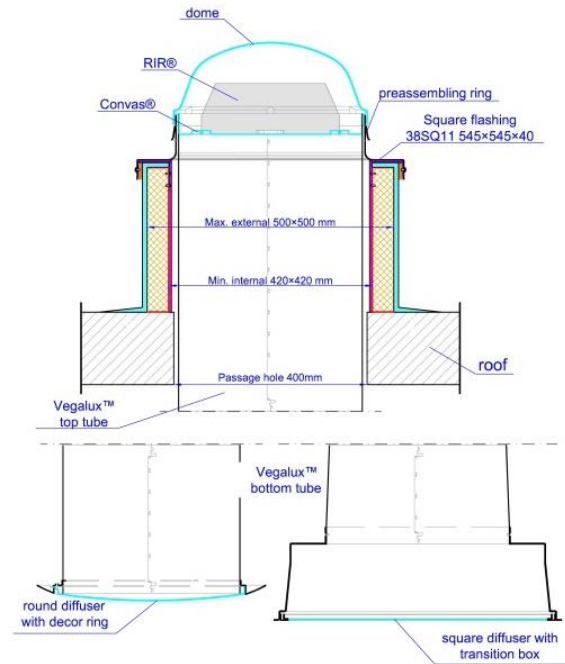 dome
RIR®
Convas®
preassembling ring
Square flashing
38SQ11 545×545×40
Max. external 500×500 mm
Min. internal 420×420 mm
roof
Passage hole 400mm
Vegalux™
top tube
Vegalux™
bottom tube
round diffuser
with decor ring
square diffuser with
transition box